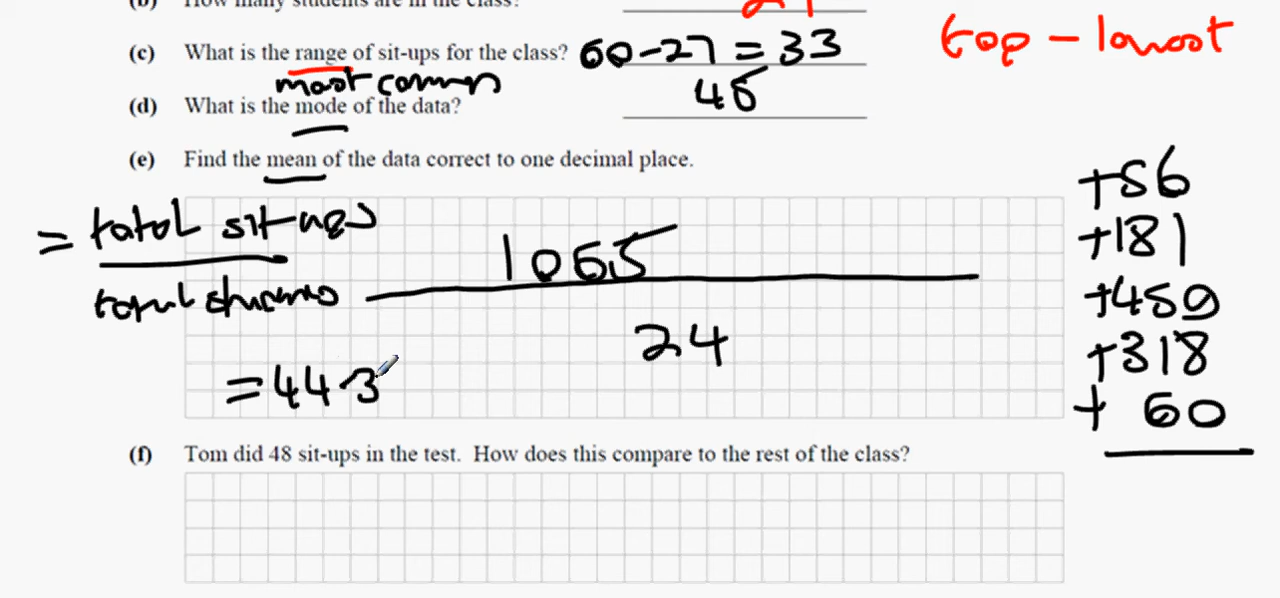 (b) How many students are in the class? 24
(c) What is the range of sit-ups for the class? 60-27 = 33 top - lowest
most common
(d) What is the mode of the data? 45
(e) Find the mean of the data correct to one decimal place.
= total sit-ups
total students
1065
24
= 44.3
+56
+181
+450
+318
+ 60
(f) Tom did 48 sit-ups in the test. How does this compare to the rest of the class?